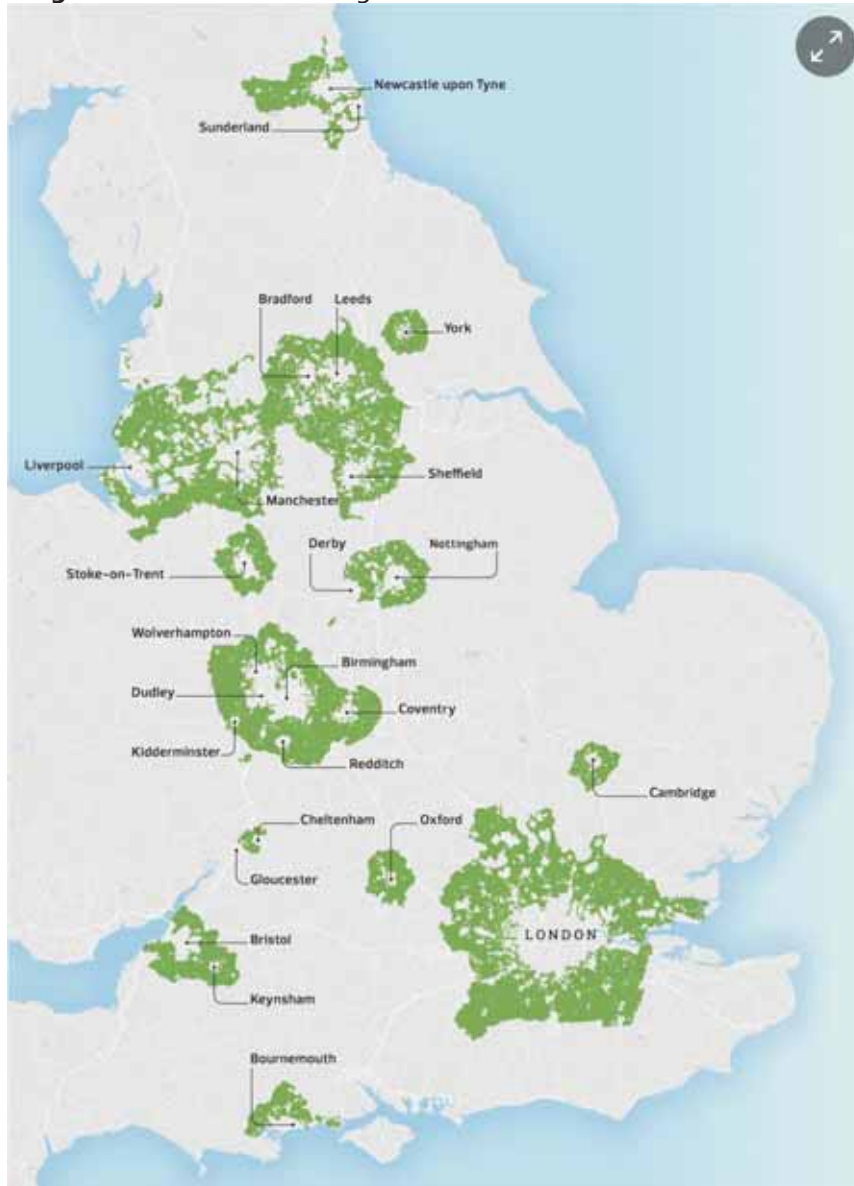 Newcastle upon Tyne
Sunderland
Bradford
Leeds
York
Liverpool
Sheffield
Manchester
Derby
Nottingham
Stoke-on-Trent
Wolverhampton
Birmingham
Dudley
Coventry
Kidderminster
Redditch
Cambridge
Cheltenham
Oxford
Gloucester
LONDON
Bristol
Keynsham
Bournemouth